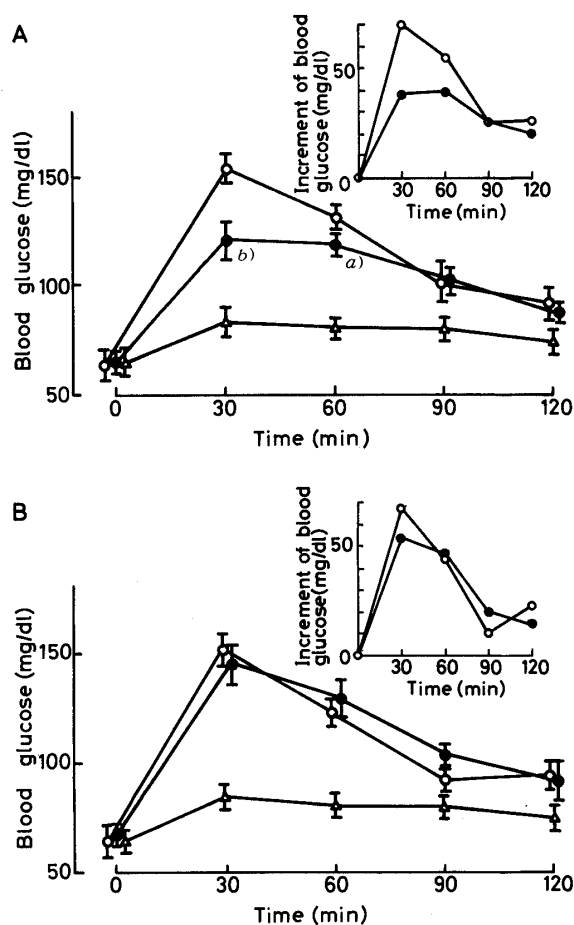 A
Increment of blood
glucose (mg/dl)
50
0
30 60 90 120
Time (min)
Blood glucose (mg/dl)
150
100
50
b)
a)
0 30 60 90 120
Time (min)
B
Increment of blood
glucose(mg/dl)
50
0
30 60 90 120
Time (min)
Blood glucose (mg/dl)
150
100
50
0 30 60 90 120
Time (min)